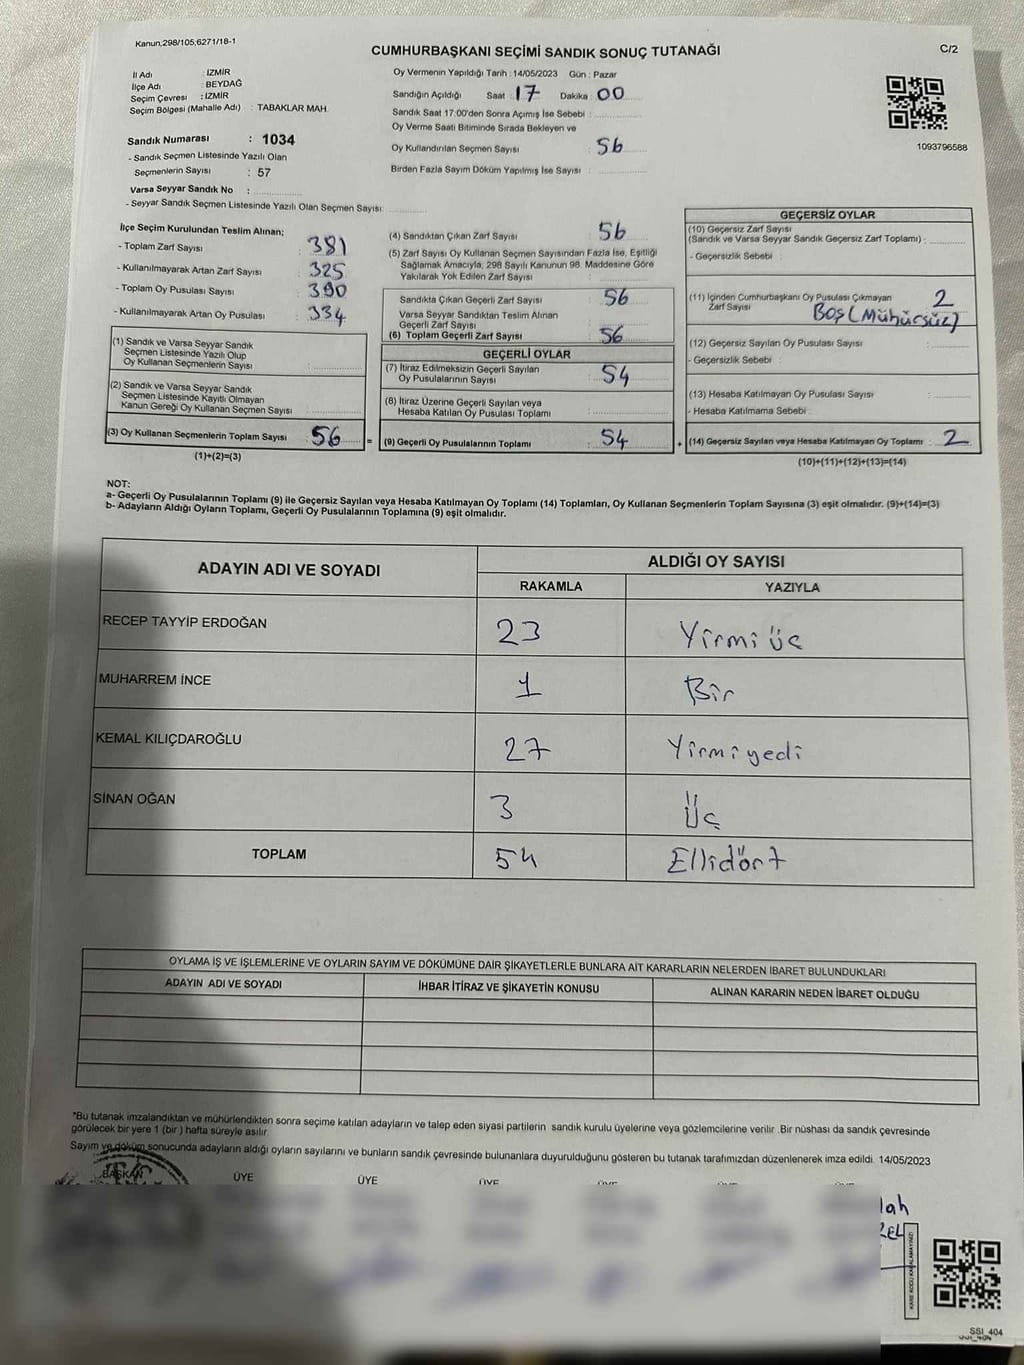 Kanun,298/105,6271/18-1
CUMHURBAŞKANI SEÇİMİ SANDIK SONUÇ TUTANAĞI
C/2
İl Adı : İZMİR
İlçe Adı : BEYDAĞ
Seçim Çevresi : İZMİR
Seçim Bölgesi (Mahalle Adı) : TABAKLAR MAH.
Sandık Numarası : 1034
- Sandık Seçmen Listesinde Yazılı Olan
Seçmenlerin Sayısı : 57
Varsa Seyyar Sandık No :
- Seyyar Sandık Seçmen Listesinde Yazılı Olan Seçmen Sayısı:
Oy Vermenin Yapıldığı Tarih : 14/05/2023 Gün : Pazar
Sandığın Açıldığı Saat : 17 Dakika : 00
Sandık Saat 17:00'den Sonra Açımış İse Sebebi :
Oy Verme Saati Bitiminde Sırada Bekleyen ve
Oy Kullandırılan Seçmen Sayısı : 56
Birden Fazla Sayım Döküm Yapılmış İse Sayısı :
1093796588
İlçe Seçim Kurulundan Teslim Alınan;
- Toplam Zarf Sayısı : 381
- Kullanılmayarak Artan Zarf Sayısı : 325
- Toplam Oy Pusulası Sayısı : 390
- Kullanılmayarak Artan Oy Pusulası : 334
(1) Sandık ve Varsa Seyyar Sandık
Seçmen Listesinde Yazılı Olup
Oy Kullanan Seçmenlerin Sayısı :
(2) Sandık ve Varsa Seyyar Sandık
Seçmen Listesinde Kayıtlı Olmayan
Kanun Gereği Oy Kullanan Seçmen Sayısı :
(3) Oy Kullanan Seçmenlerin Toplam Sayısı : 56
(1)+(2)=(3)
=
(4) Sandıktan Çıkan Zarf Sayısı : 56
(5) Zarf Sayısı Oy Kullanan Seçmen Sayısından Fazla İse, Eşitliği
Sağlamak Amacıyla, 298 Sayılı Kanunun 98. Maddesine Göre
Yakılarak Yok Edilen Zarf Sayısı :
Sandıkta Çıkan Geçerli Zarf Sayısı : 56
Varsa Seyyar Sandıktan Teslim Alınan
Geçerli Zarf Sayısı :
(6) Toplam Geçerli Zarf Sayısı : 56
GEÇERLİ OYLAR
(7) İtiraz Edilmeksizin Geçerli Sayılan
Oy Pusulalarının Sayısı : 54
(8) İtiraz Üzerine Geçerli Sayılan veya
Hesaba Katılan Oy Pusulası Toplamı :
(9) Geçerli Oy Pusulalarının Toplamı : 54
+
GEÇERSİZ OYLAR
(10) Geçersiz Zarf Sayısı
(Sandık ve Varsa Seyyar Sandık Geçersiz Zarf Toplamı) :
- Geçersizlik Sebebi :
(11) İçinden Cumhurbaşkanı Oy Pusulası Çıkmayan
Zarf Sayısı : 2
BOŞ (Mühürsüz)
(12) Geçersiz Sayılan Oy Pusulası Sayısı :
- Geçersizlik Sebebi :
(13) Hesaba Katılmayan Oy Pusulası Sayısı :
- Hesaba Katılmama Sebebi :
(14) Geçersiz Sayılan veya Hesaba Katılmayan Oy Toplamı : 2
(10)+(11)+(12)+(13)=(14)
NOT:
a- Geçerli Oy Pusulalarının Toplamı (9) ile Geçersiz Sayılan veya Hesaba Katılmayan Oy Toplamı (14) Toplamları, Oy Kullanan Seçmenlerin Toplam Sayısına (3) eşit olmalıdır. (9)+(14)=(3)
b- Adayların Aldığı Oyların Toplamı, Geçerli Oy Pusulalarının Toplamına (9) eşit olmalıdır.
ADAYIN ADI VE SOYADI
ALDIĞI OY SAYISI
RAKAMLA YAZIYLA
RECEP TAYYİP ERDOĞAN 23 Yirmi üç
MUHARREM İNCE 1 Bir
KEMAL KILIÇDAROĞLU 27 Yirmi yedi
SİNAN OĞAN 3 Üç
TOPLAM 54 Ellidört
OYLAMA İŞ VE İŞLEMLERİNE VE OYLARIN SAYIM VE DÖKÜMÜNE DAİR ŞİKAYETLERLE BUNLARA AİT KARARLARIN NELERDEN İBARET BULUNDUKLARI
ADAYIN ADI VE SOYADI İHBAR İTİRAZ VE ŞİKAYETİN KONUSU ALINAN KARARIN NEDEN İBARET OLDUĞU
*Bu tutanak imzalandıktan ve mühürlendikten sonra seçime katılan adayların ve talep eden siyasi partilerin sandık kurulu üyelerine veya gözlemcilerine verilir .Bir nüshası da sandık çevresinde
görülecek bir yere 1 (bir ) hafta süreyle asılır.
Sayım ve döküm sonucunda adayların aldığı oyların sayılarını ve bunların sandık çevresinde bulunanlara duyurulduğunu gösteren bu tutanak tarafımızdan düzenlenerek imza edildi. 14/05/2023
BAŞKAN ÜYE ÜYE ÜYE
SSI_404